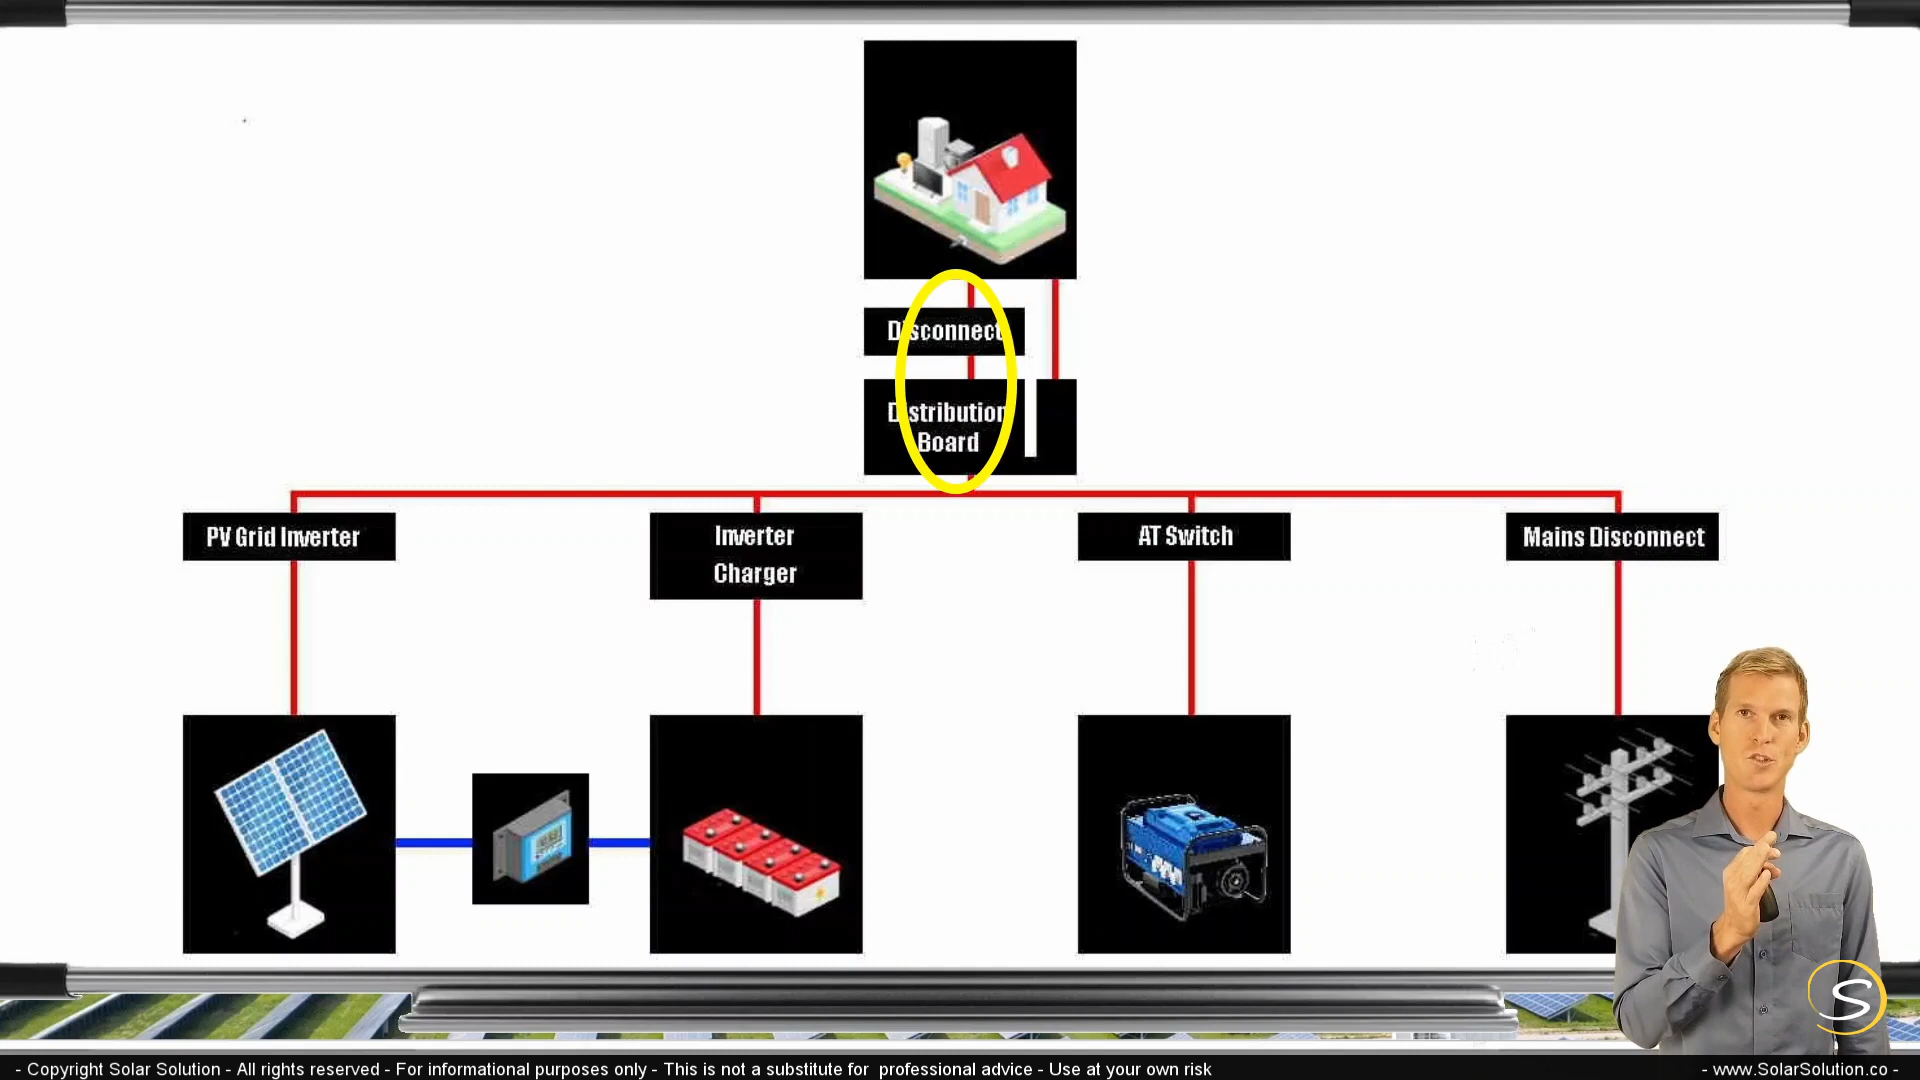 Disconnect
Distribution
Board
PV Grid Inverter
Inverter
Charger
AT Switch
Mains Disconnect
S
- Copyright Solar Solution - All rights reserved - For informational purposes only - This is not a substitute for  professional advice - Use at your own risk
- www.SolarSolution.co -